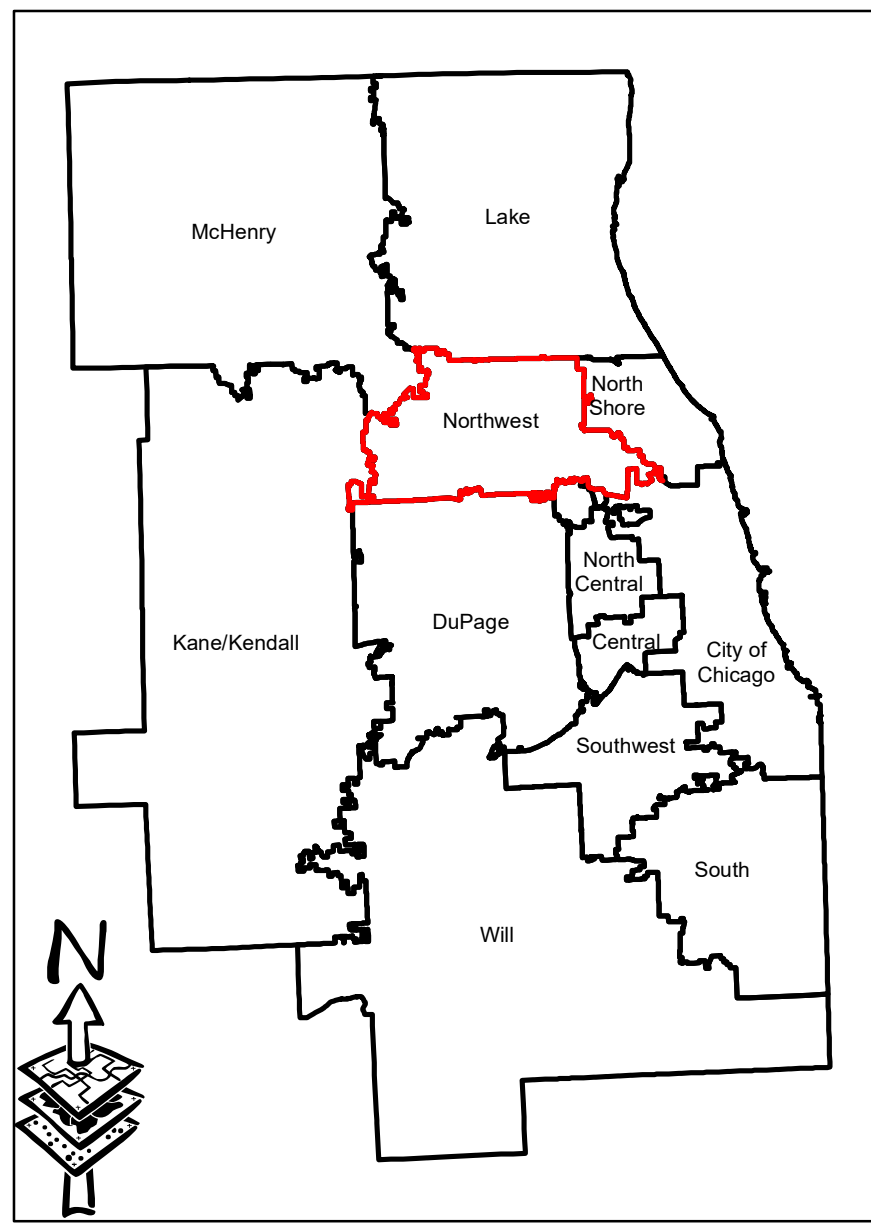 McHenry
Lake
North
Shore
Northwest
North
Central
DuPage
Central
Kane/Kendall
City of
Chicago
Southwest
South
Will
N